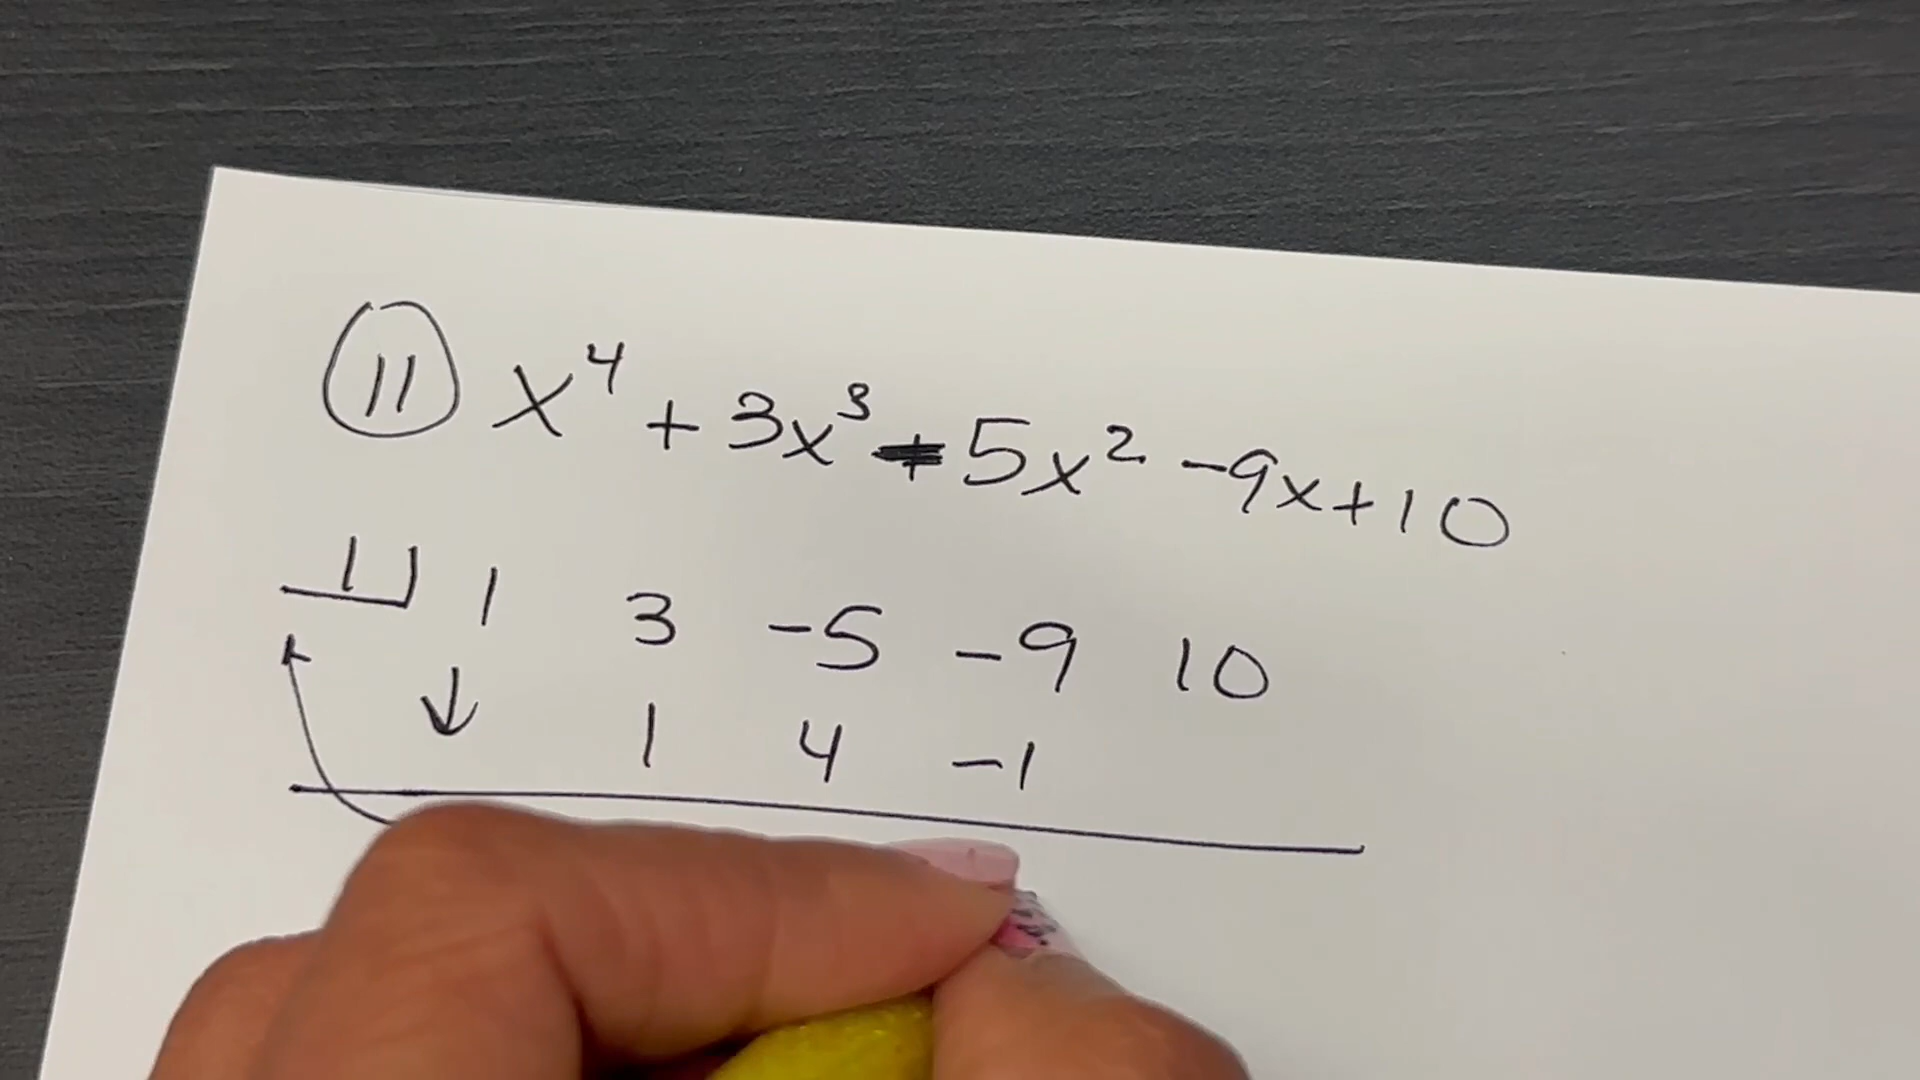 11 x⁴ + 3x³ - 5x² - 9x + 10
1 1 3 -5 -9 10
↓ 1 4 -1